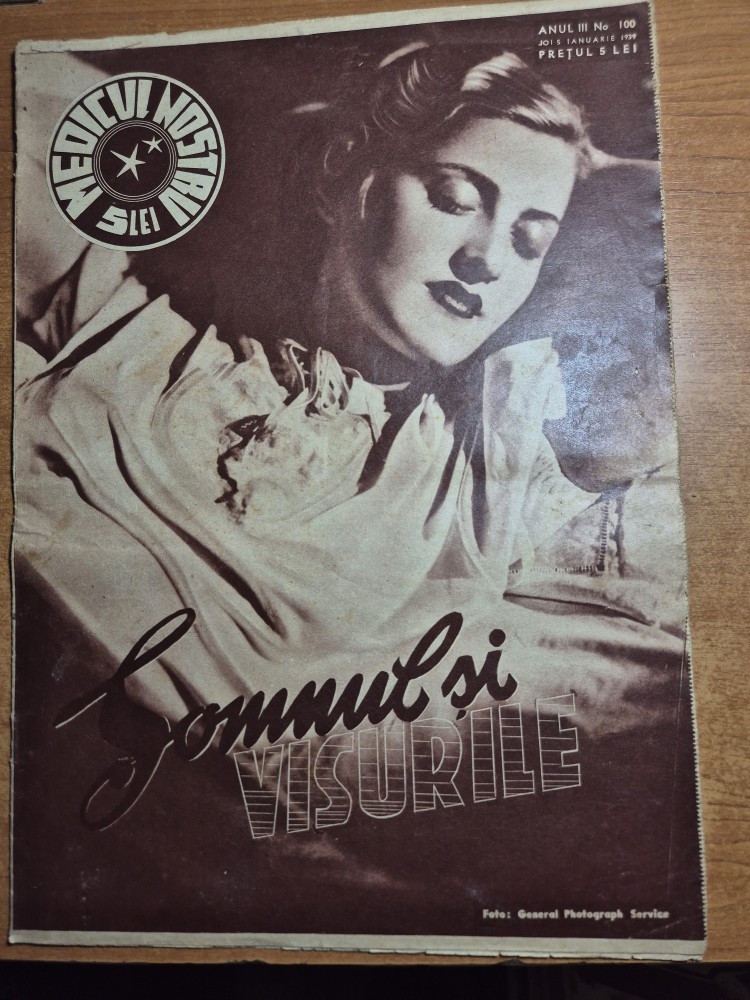 ANUL III No 100
JOI 5 IANUARIE 1939
PREȚUL 5 LEI
MEDICUL NOSTRU
5 LEI
Somnul și
VISURILE
Foto: General Photograph Service